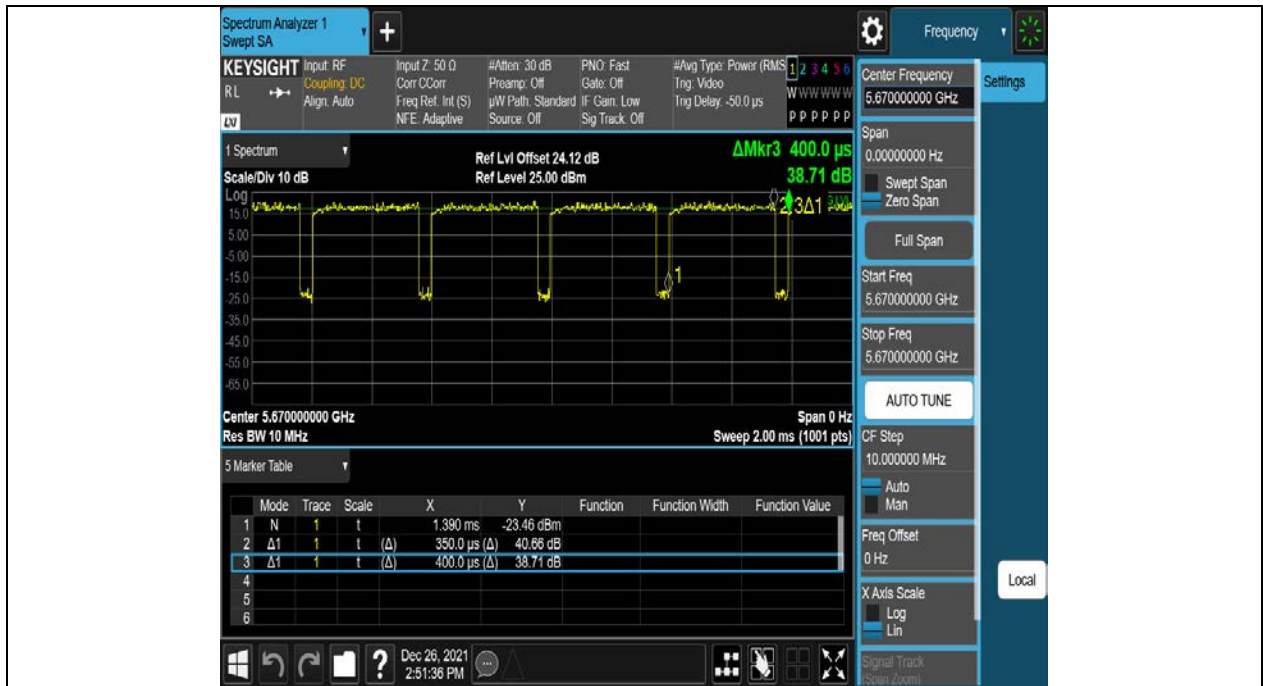 Spectrum Analyzer 1
Swept SA
+
Frequency
KEYSIGHT
RL
LXI
Input: RF
Coupling: DC
Align: Auto
Input Z: 50 Ω
Corr CCorr
Freq Ref: Int (S)
NFE: Adaptive
#Atten: 30 dB
Preamp: Off
µW Path: Standard
Source: Off
PNO: Fast
Gate: Off
IF Gain: Low
Sig Track: Off
#Avg Type: Power (RMS
Trig: Video
Trig Delay: -50.0 µs
1 2 3 4 5 6
W W W W W W
P P P P P P
1 Spectrum
Scale/Div 10 dB
Ref Lvl Offset 24.12 dB
Ref Level 25.00 dBm
ΔMkr3 400.0 µs
38.71 dB
Log
15.0
5.00
-5.00
-15.0
-25.0
-35.0
-45.0
-55.0
-65.0
3Δ1
1
Center 5.670000000 GHz
Span 0 Hz
Res BW 10 MHz
Sweep 2.00 ms (1001 pts)
5 Marker Table
Mode Trace Scale X Y Function Function Width Function Value
1 N 1 t 1.390 ms -23.46 dBm
2 Δ1 1 t (Δ) 350.0 µs (Δ) 40.66 dB
3 Δ1 1 t (Δ) 400.0 µs (Δ) 38.71 dB
4
5
6
Dec 26, 2021
2:51:36 PM
?
Center Frequency
5.670000000 GHz
Settings
Span
0.00000000 Hz
Swept Span
Zero Span
Full Span
Start Freq
5.670000000 GHz
Stop Freq
5.670000000 GHz
AUTO TUNE
CF Step
10.000000 MHz
Auto
Man
Freq Offset
0 Hz
X Axis Scale
Log
Lin
Local
Signal Track
(Span Zoom)